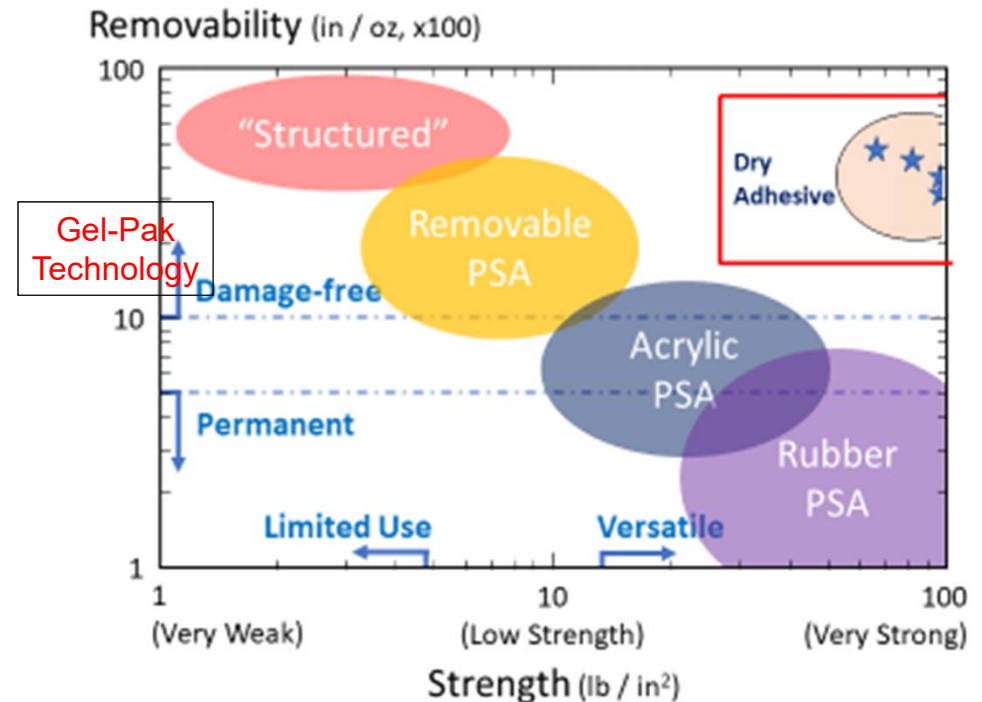 Removability (in / oz, x100)
100
“Structured”
Dry
Adhesive
Removable
PSA
Gel-Pak
Technology
Damage-free
10
Acrylic
PSA
Permanent
Rubber
PSA
Limited Use
Versatile
1
1
10
100
(Very Weak)
(Low Strength)
(Very Strong)
Strength (lb / in²)